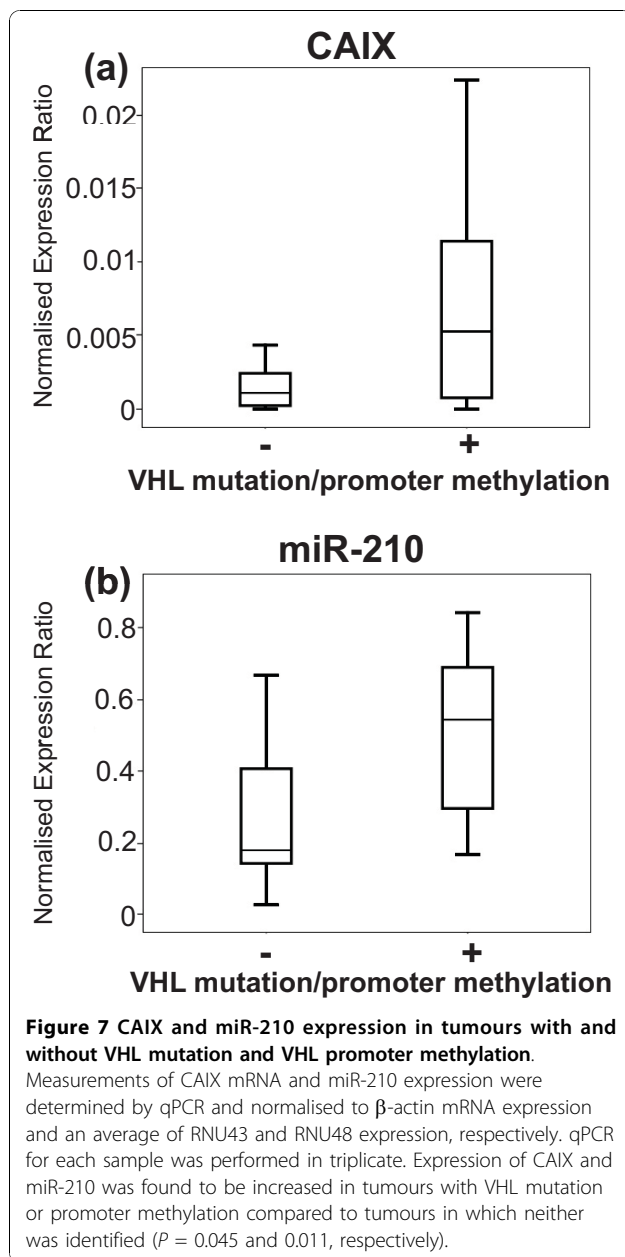 (a) CAIX
Normalised Expression Ratio
0.02
0.015
0.01
0.005
0
- +
VHL mutation/promoter methylation
(b) miR-210
Normalised Expression Ratio
0.8
0.6
0.4
0.2
0
- +
VHL mutation/promoter methylation
Figure 7 CAIX and miR-210 expression in tumours with and
without VHL mutation and VHL promoter methylation.
Measurements of CAIX mRNA and miR-210 expression were
determined by qPCR and normalised to β-actin mRNA expression
and an average of RNU43 and RNU48 expression, respectively. qPCR
for each sample was performed in triplicate. Expression of CAIX and
miR-210 was found to be increased in tumours with VHL mutation
or promoter methylation compared to tumours in which neither
was identified (P = 0.045 and 0.011, respectively).